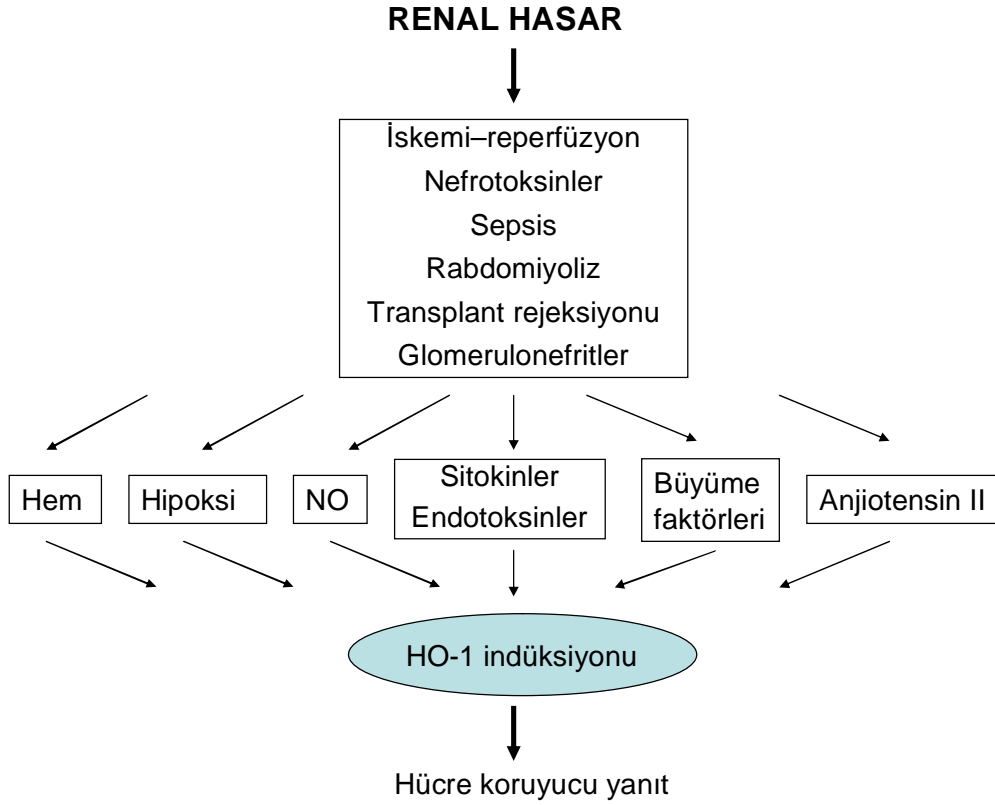 RENAL HASAR
İskemi–reperfüzyon
Nefrotoksinler
Sepsis
Rabdomiyoliz
Transplant rejeksiyonu
Glomerulonefritler
Hem
Hipoksi
NO
Sitokinler
Endotoksinler
Büyüme
faktörleri
Anjiotensin II
HO-1 indüksiyonu
Hücre koruyucu yanıt